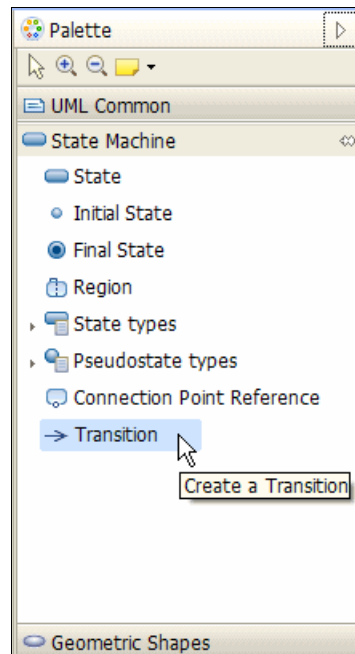 Palette
UML Common
State Machine
State
Initial State
Final State
Region
State types
Pseudostate types
Connection Point Reference
Transition
Create a Transition
Geometric Shapes